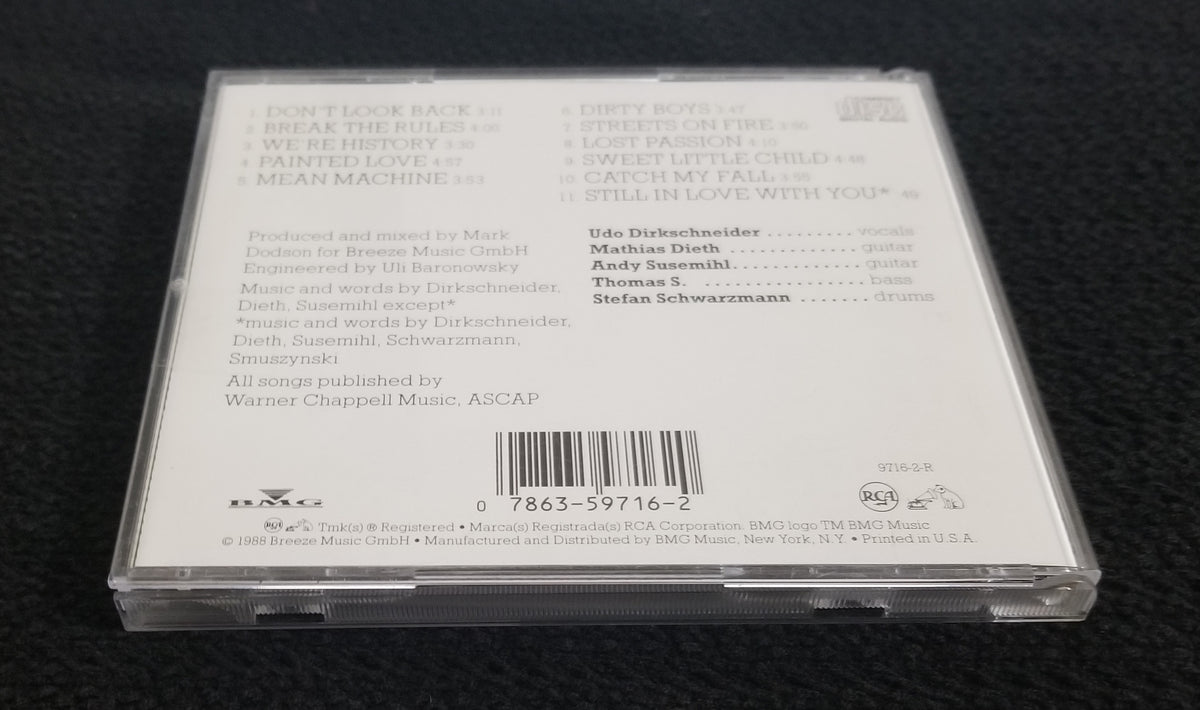 1. DON'T LOOK BACK 3:11
2. BREAK THE RULES 4:00
3. WE'RE HISTORY 3:30
4. PAINTED LOVE 4:57
5. MEAN MACHINE 3:53
6. DIRTY BOYS 3:47
7. STREETS ON FIRE
8. LOST PASSION 4:10
9. SWEET LITTLE CHILD 4:48
10. CATCH MY FALL
11. STILL IN LOVE WITH YOU*
Produced and mixed by Mark
Dodson for Breeze Music GmbH
Engineered by Uli Baronowsky
Music and words by Dirkschneider,
Dieth, Susemihl except*
*music and words by Dirkschneider,
Dieth, Susemihl, Schwarzmann,
Smuszynski
All songs published by
Warner Chappell Music, ASCAP
Udo Dirkschneider ......... vocals
Mathias Dieth ............. guitar
Andy Susemihl............. guitar
Thomas S. ................ bass
Stefan Schwarzmann ....... drums
0 7863-59716-2
9716-2-R
BMG
RCA
RCA Tmk(s) ® Registered • Marca(s) Registrada(s) RCA Corporation. BMG logo TM BMG Music
© 1988 Breeze Music GmbH • Manufactured and Distributed by BMG Music, New York, N.Y. • Printed in U.S.A.